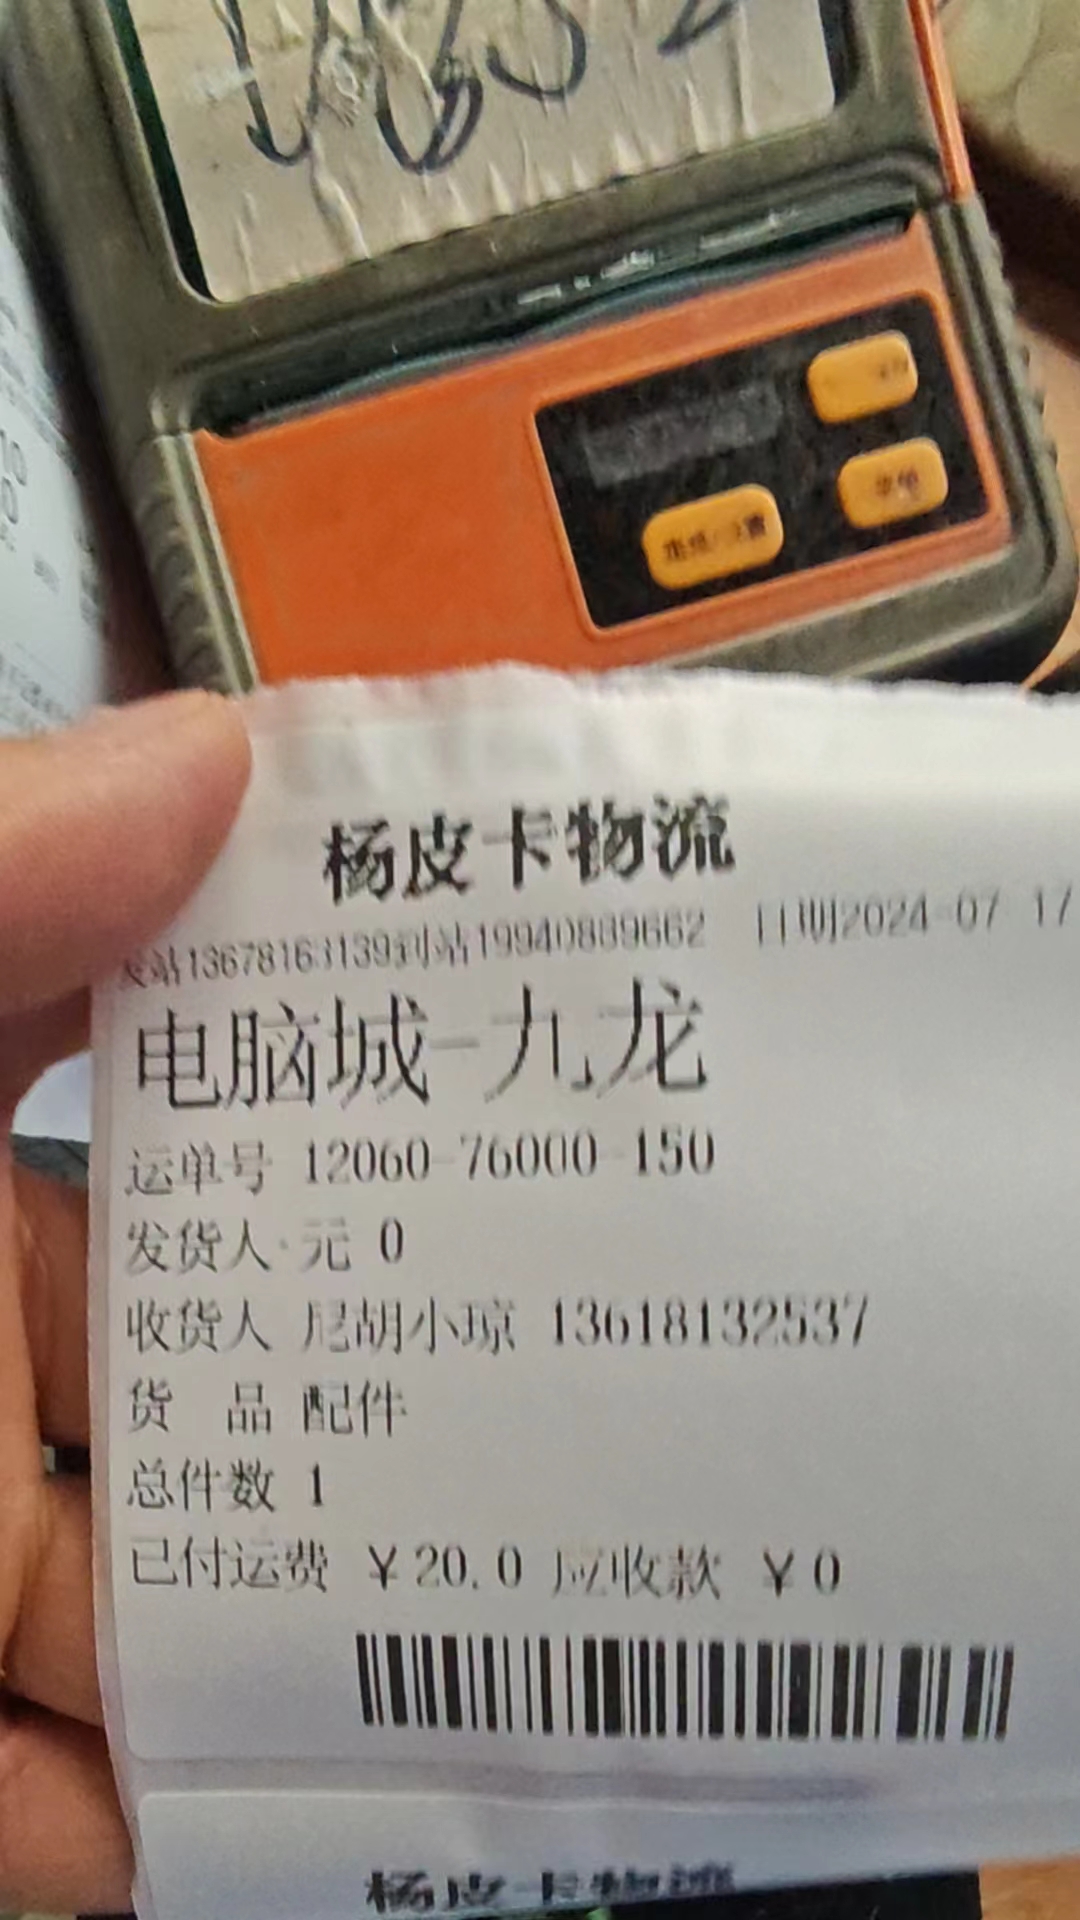 杨皮卡物流
发站13678163139到站19940889662 日期2024-07-17
电脑城-九龙
运单号 12060-76000-150
发货人 元 0
收货人 尼胡小琼 13618132537
货 品 配件
总件数 1
已付运费 ¥20.0 应收款 ¥0
杨皮卡物流